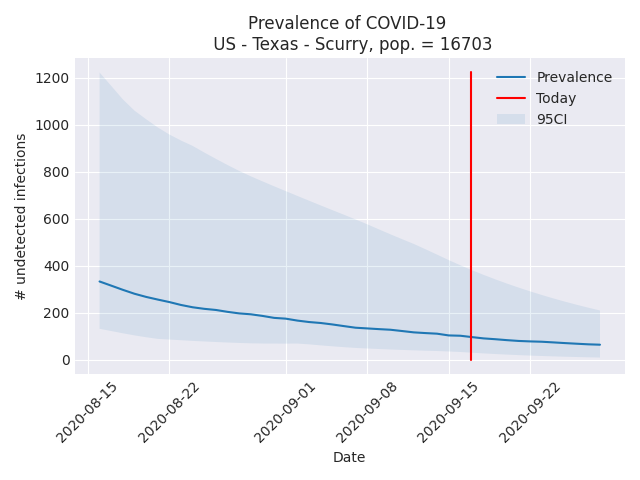 Prevalence of COVID-19
US - Texas - Scurry, pop. = 16703
Prevalence
Today
95CI
# undetected infections
1200
1000
800
600
400
200
0
2020-08-15
2020-08-22
2020-09-01
2020-09-08
2020-09-15
2020-09-22
Date